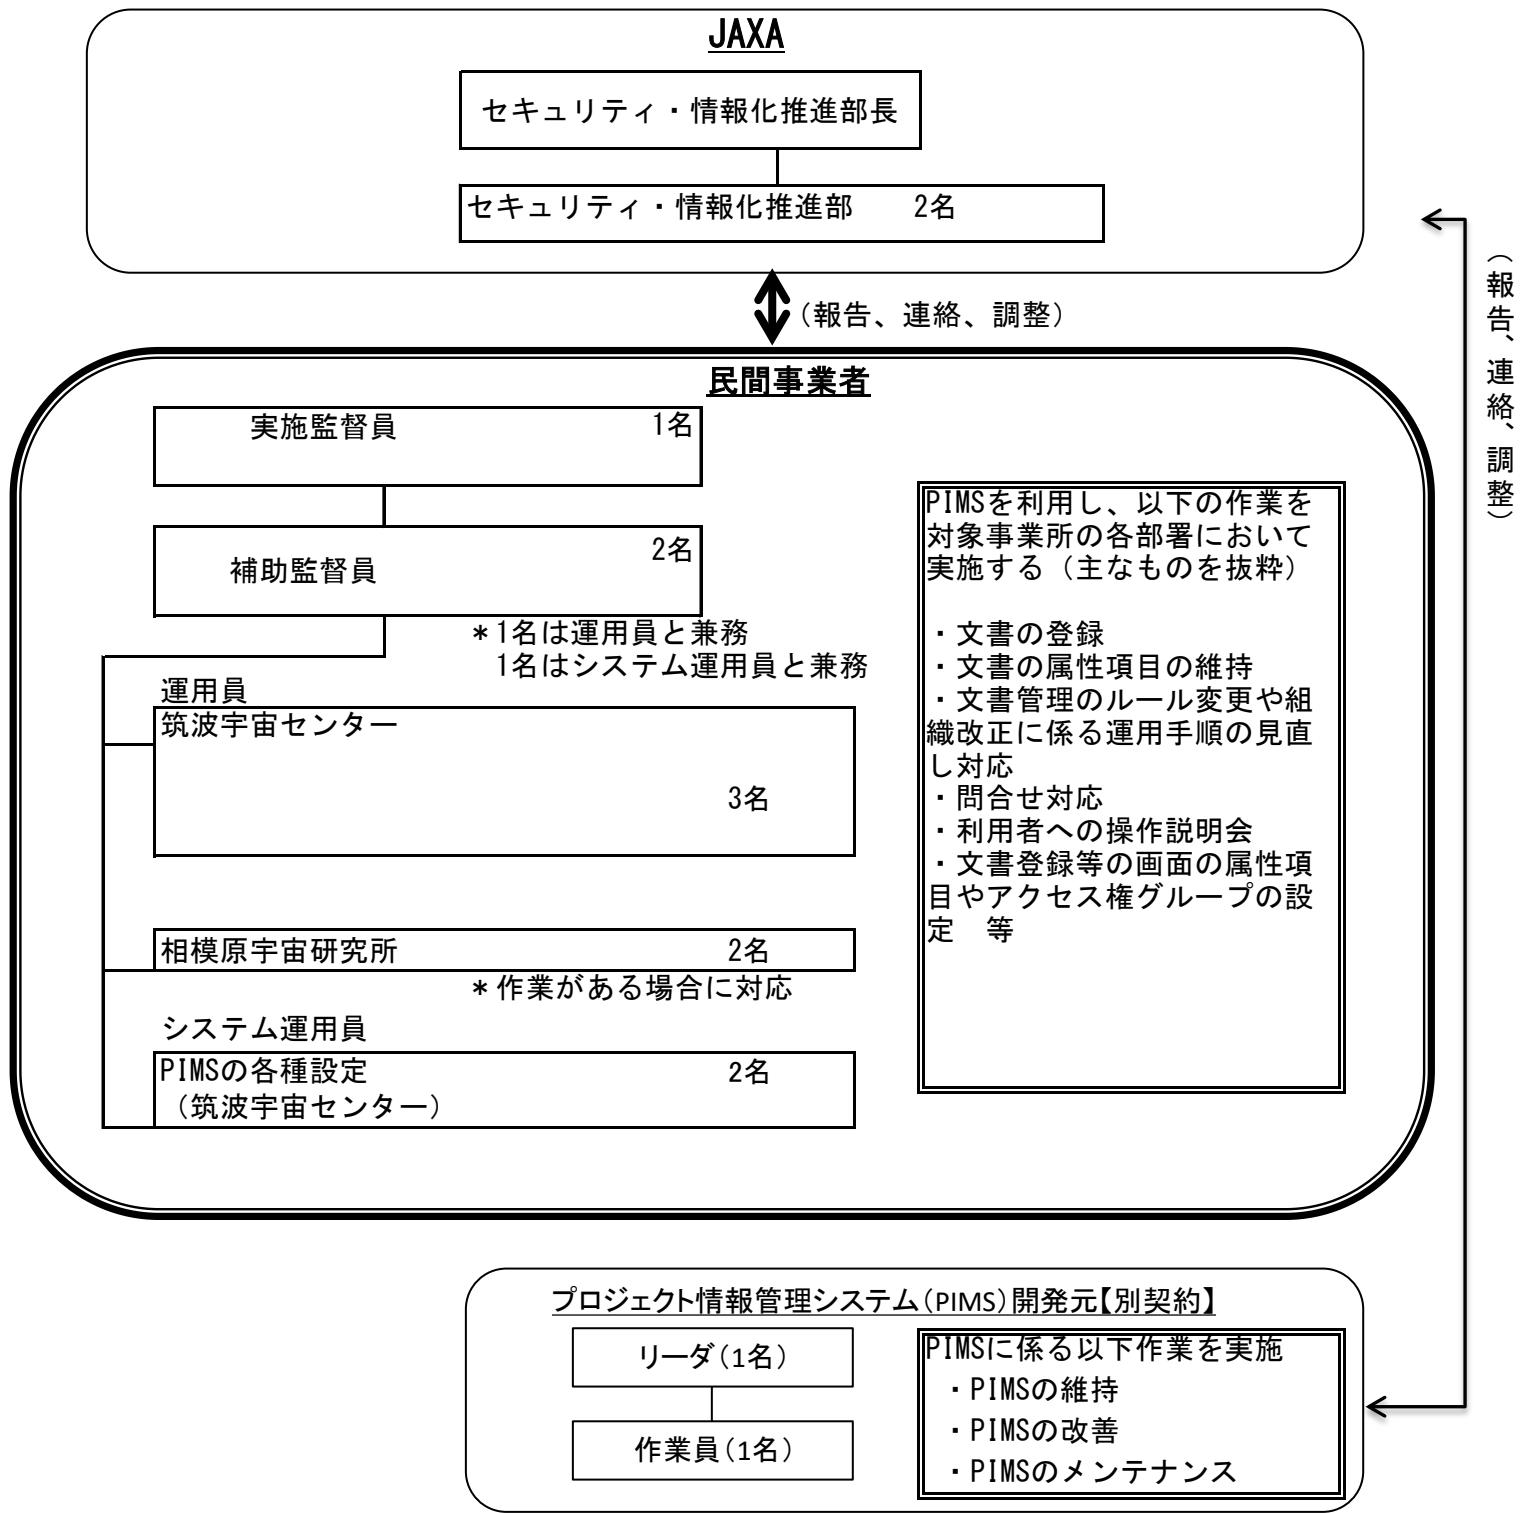 JAXA
セキュリティ・情報化推進部長
セキュリティ・情報化推進部　2名
（報告、連絡、調整）
（報告、連絡、調整）
民間事業者
実施監督員　1名
補助監督員　2名
＊1名は運用員と兼務
1名はシステム運用員と兼務
運用員
筑波宇宙センター
3名
相模原宇宙研究所　2名
＊作業がある場合に対応
システム運用員
PIMSの各種設定　2名
（筑波宇宙センター）
PIMSを利用し、以下の作業を
対象事業所の各部署において
実施する（主なものを抜粋）
・文書の登録
・文書の属性項目の維持
・文書管理のルール変更や組
織改正に係る運用手順の見直
し対応
・問合せ対応
・利用者への操作説明会
・文書登録等の画面の属性項
目やアクセス権グループの設
定　等
プロジェクト情報管理システム（PIMS）開発元【別契約】
リーダ（1名）
作業員（1名）
PIMSに係る以下作業を実施
・PIMSの維持
・PIMSの改善
・PIMSのメンテナンス